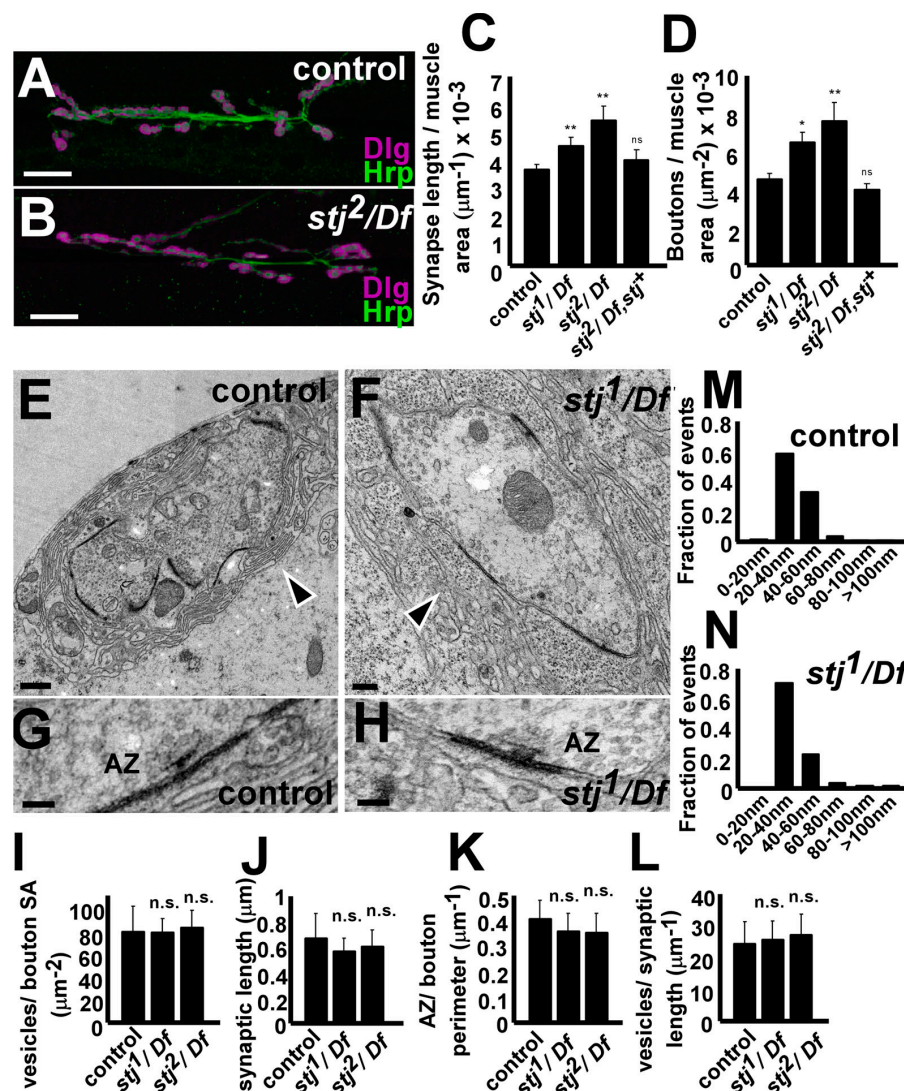 A
control
Dlg
Hrp
B
stj²/Df
Dlg
Hrp
C
Synapse length / muscle
area (µm⁻¹) x 10-3
7
6
5
4
3
2
1
0
**
**
ns
control
stj¹/ Df
stj²/ Df
stj²/ Df,stj⁺
D
Boutons / muscle
area (µm⁻²) x 10-3
10
8
6
4
2
0
*
**
ns
control
stj¹/ Df
stj²/ Df
stj²/ Df,stj⁺
E
control
F
stj¹/Df
G
AZ
control
H
AZ
stj¹/Df
M
control
Fraction of events
0.8
0.6
0.4
0.2
0
0-20nm
20-40nm
40-60nm
60-80nm
80-100nm
>100nm
N
stj¹/Df
Fraction of events
0.8
0.6
0.4
0.2
0
0-20nm
20-40nm
40-60nm
60-80nm
80-100nm
>100nm
I
vesicles/ bouton SA
(µm⁻²)
100
80
60
40
20
0
n.s.
n.s.
control
stj¹/ Df
stj²/ Df
J
synaptic length (µm)
1
0.8
0.6
0.4
0.2
0
n.s.
n.s.
control
stj¹/ Df
stj²/ Df
K
AZ/ bouton
perimeter (µm⁻¹)
0.5
0.4
0.3
0.2
0.1
0
n.s.
n.s.
control
stj¹/ Df
stj²/ Df
L
vesicles/ synaptic
length (µm⁻¹)
40
30
20
10
0
n.s.
n.s.
control
stj¹/ Df
stj²/ Df